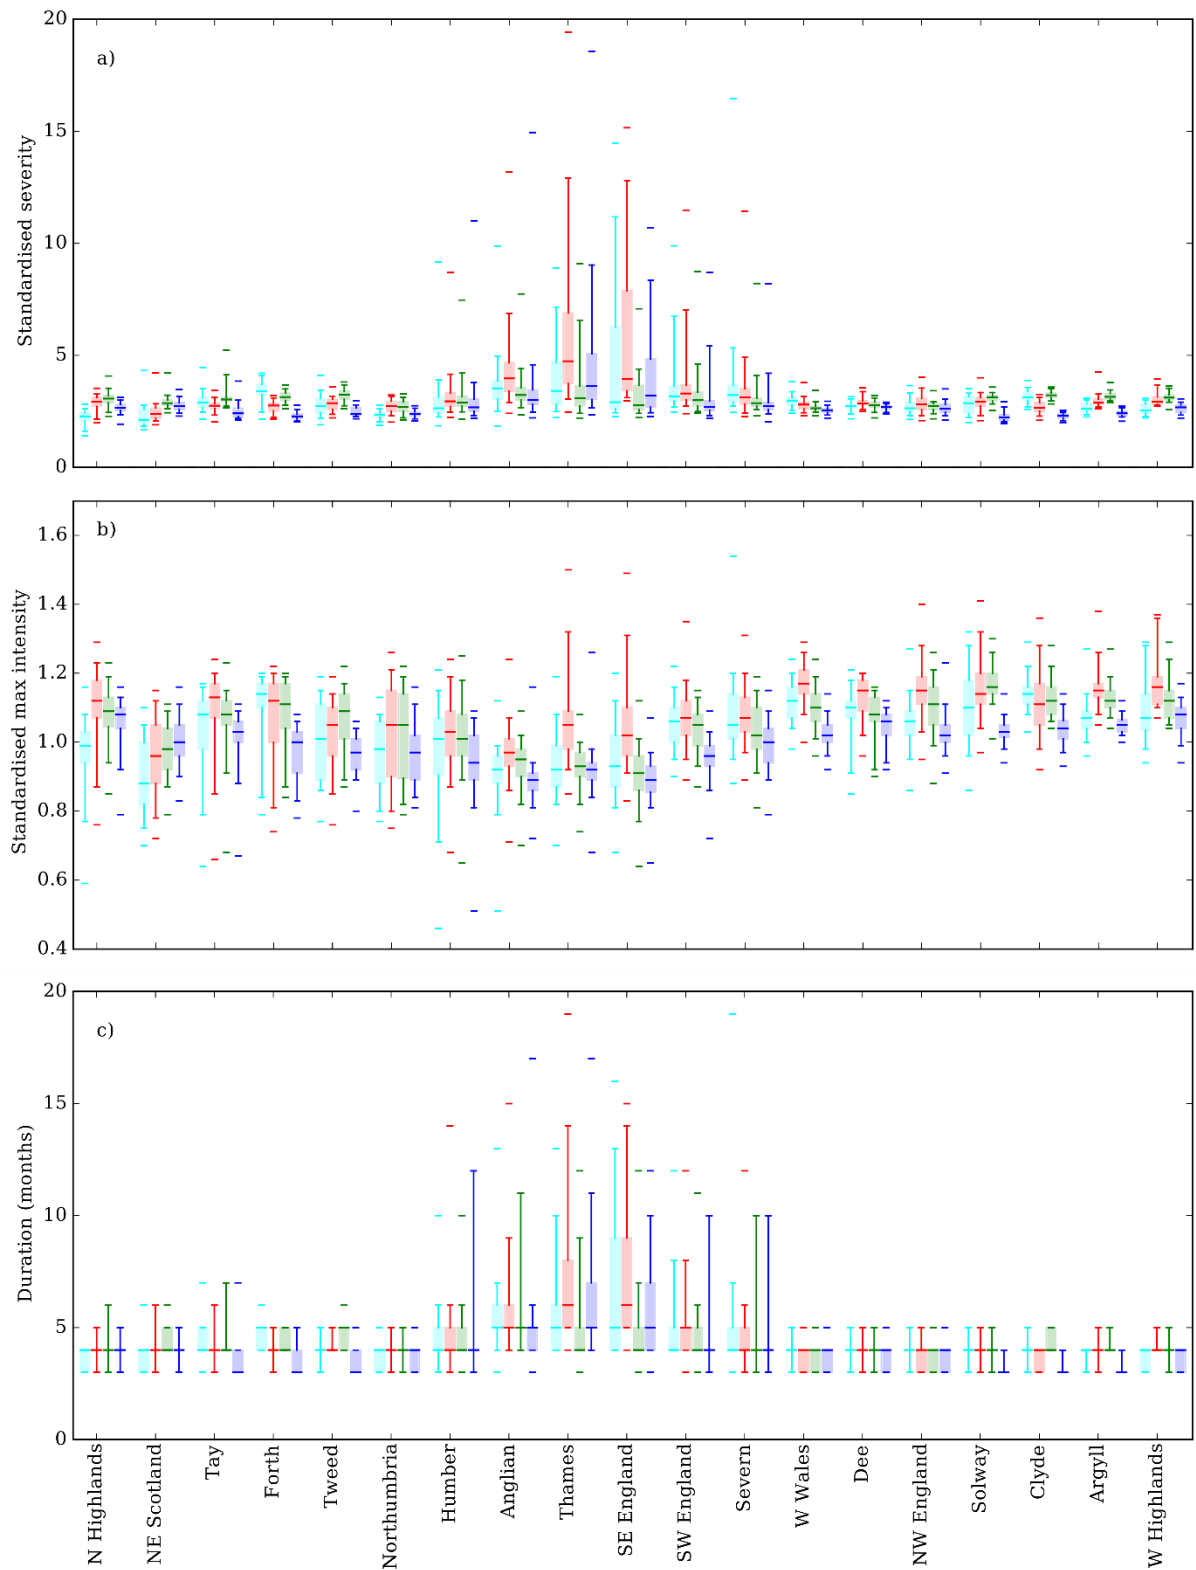 20
a)
15
Standardised severity
10
5
0
b)
1.6
1.4
Standardised max intensity
1.2
1.0
0.8
0.6
0.4
20
c)
15
Duration (months)
10
5
0
N Highlands
NE Scotland
Tay
Forth
Tweed
Northumbria
Humber
Anglian
Thames
SE England
SW England
Severn
W Wales
Dee
NW England
Solway
Clyde
Argyll
W Highlands